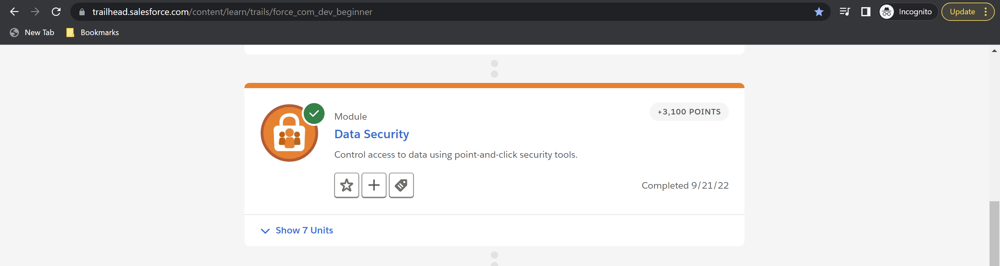 trailhead.salesforce.com/content/learn/trails/force_com_dev_beginner
Incognito
Update
New Tab
Bookmarks
Module
+3,100 POINTS
Data Security
Control access to data using point-and-click security tools.
Completed 9/21/22
Show 7 Units